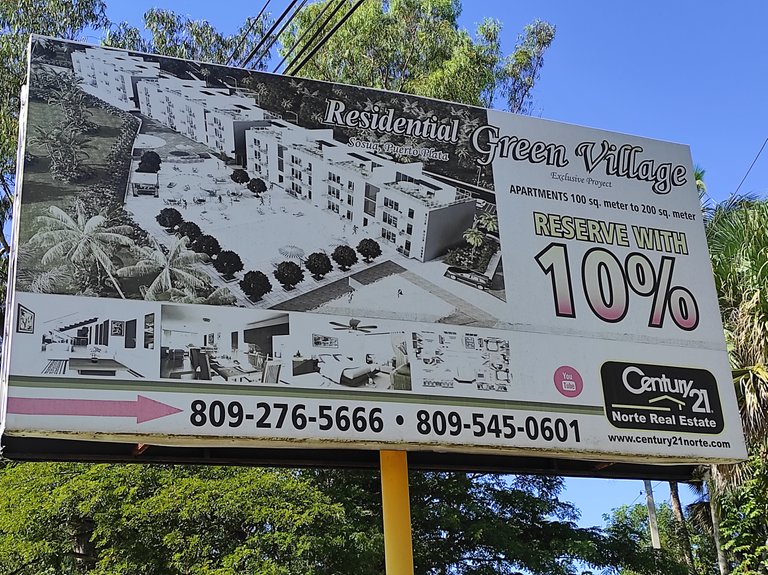 Residential Green Village
Sosua, Puerto Plata
Exclusive Project
APARTMENTS 100 sq. meter to 200 sq. meter
RESERVE WITH
10%
You
Tube
Century 21
Norte Real Estate
809-276-5666 • 809-545-0601
www.century21norte.com